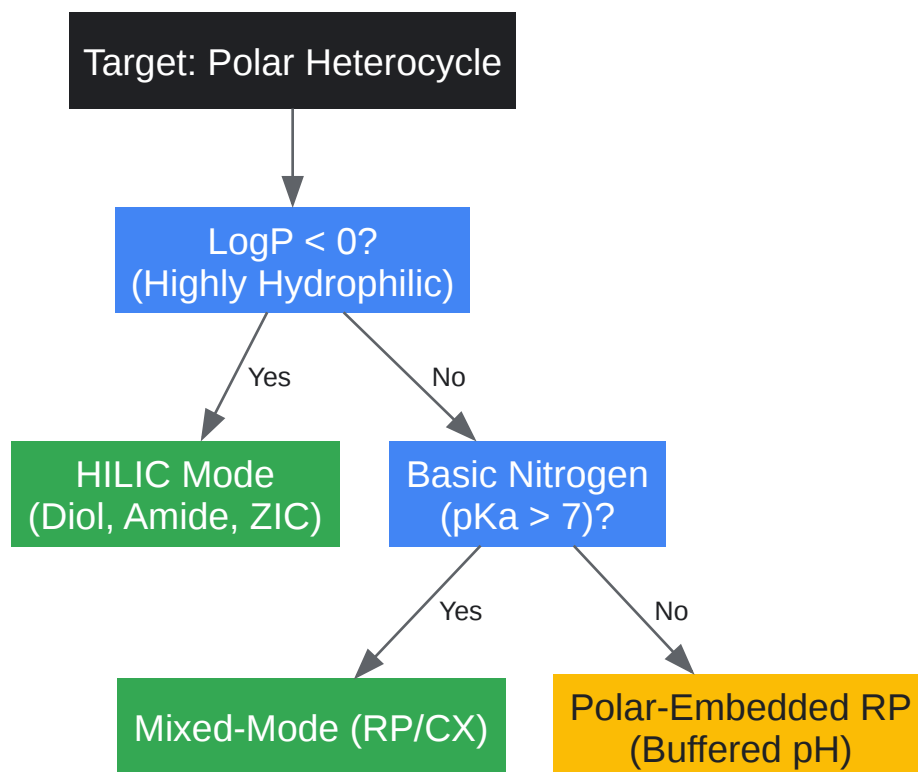 Target: Polar Heterocycle
LogP < 0?
(Highly Hydrophilic)
Yes
No
HILIC Mode
(Diol, Amide, ZIC)
Basic Nitrogen
(pKa > 7)?
Yes
No
Mixed-Mode (RP/CX)
Polar-Embedded RP
(Buffered pH)